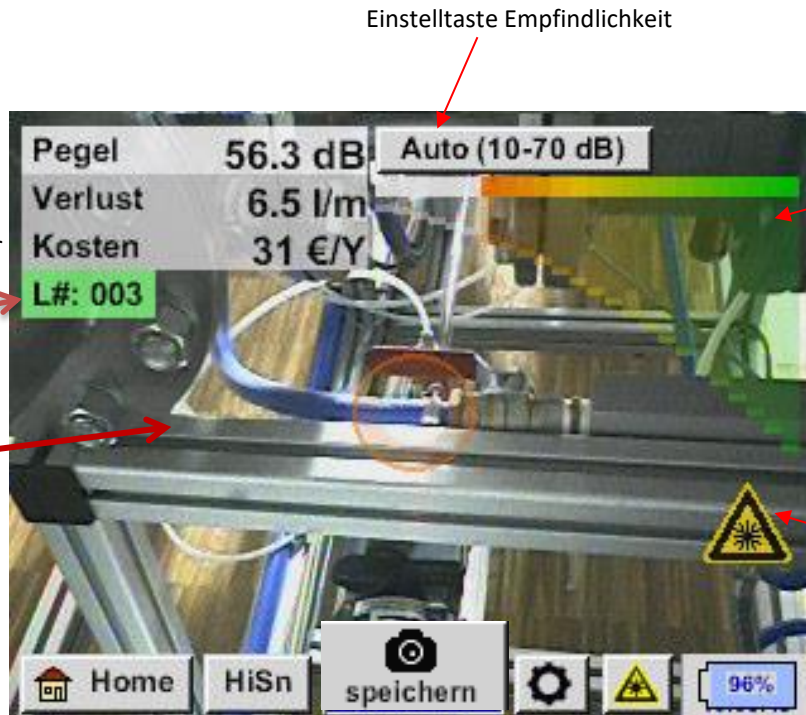 Einstelltaste Empfindlichkeit
Pegel 56.3 dB Auto (10-70 dB)
Verlust 6.5 l/m
Kosten 31 €/Y
L#: 003
Home HiSn speichern 96%